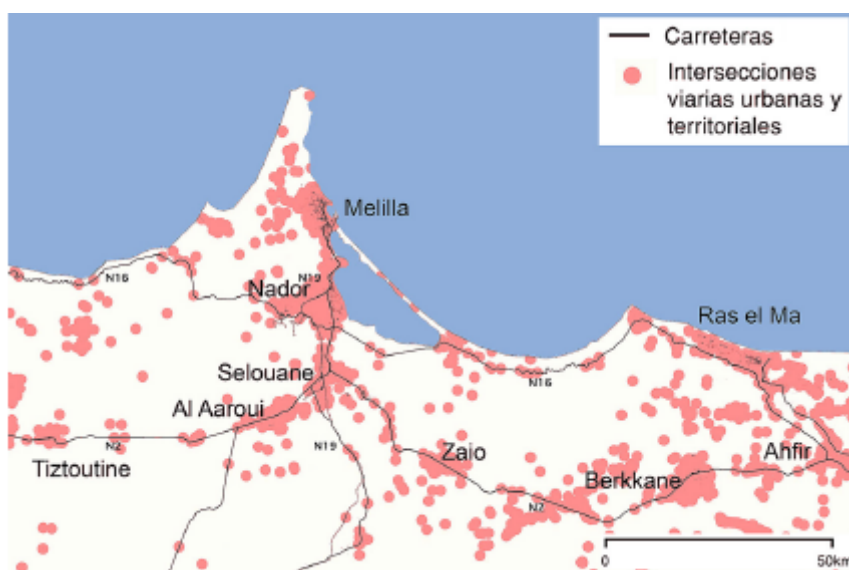 Carreteras
Intersecciones
viarias urbanas y
territoriales
Melilla
N16
N19
Nador
Ras el Ma
Selouane
N16
Al Aaroui
N2
N19
Zaio
Ahfir
Tiztoutine
Berkkane
N2
0
50km